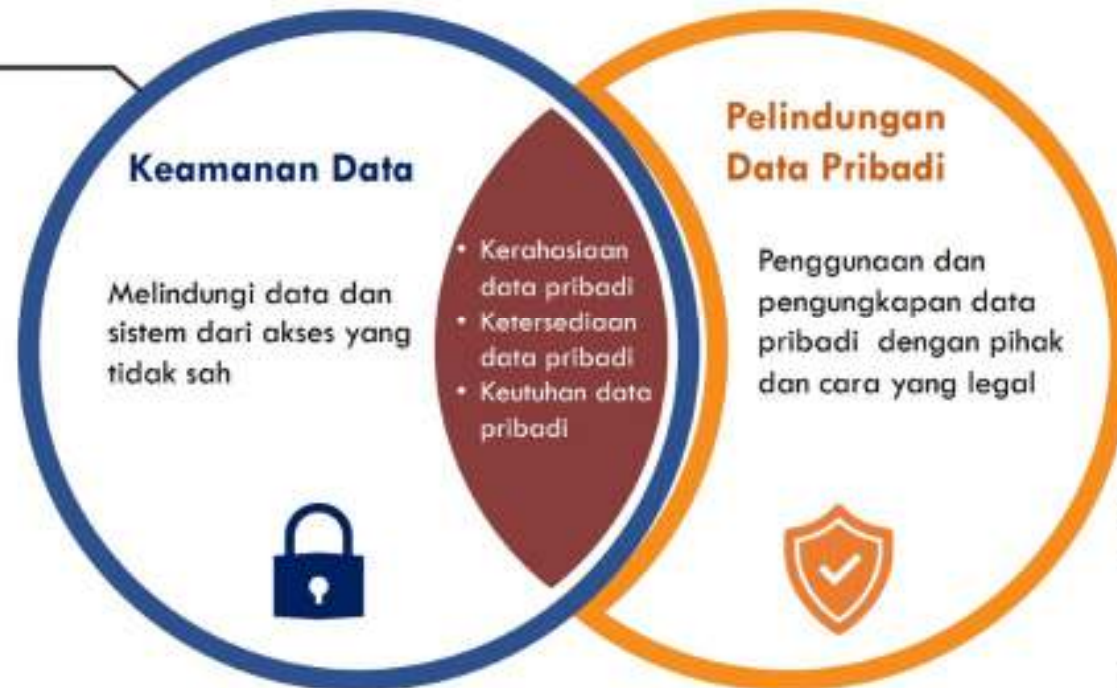 Keamanan Data
Melindungi data dan
sistem dari akses yang
tidak sah
• Kerahasiaan
data pribadi
• Ketersediaan
data pribadi
• Keutuhan data
pribadi
Pelindungan
Data Pribadi
Penggunaan dan
pengungkapan data
pribadi dengan pihak
dan cara yang legal